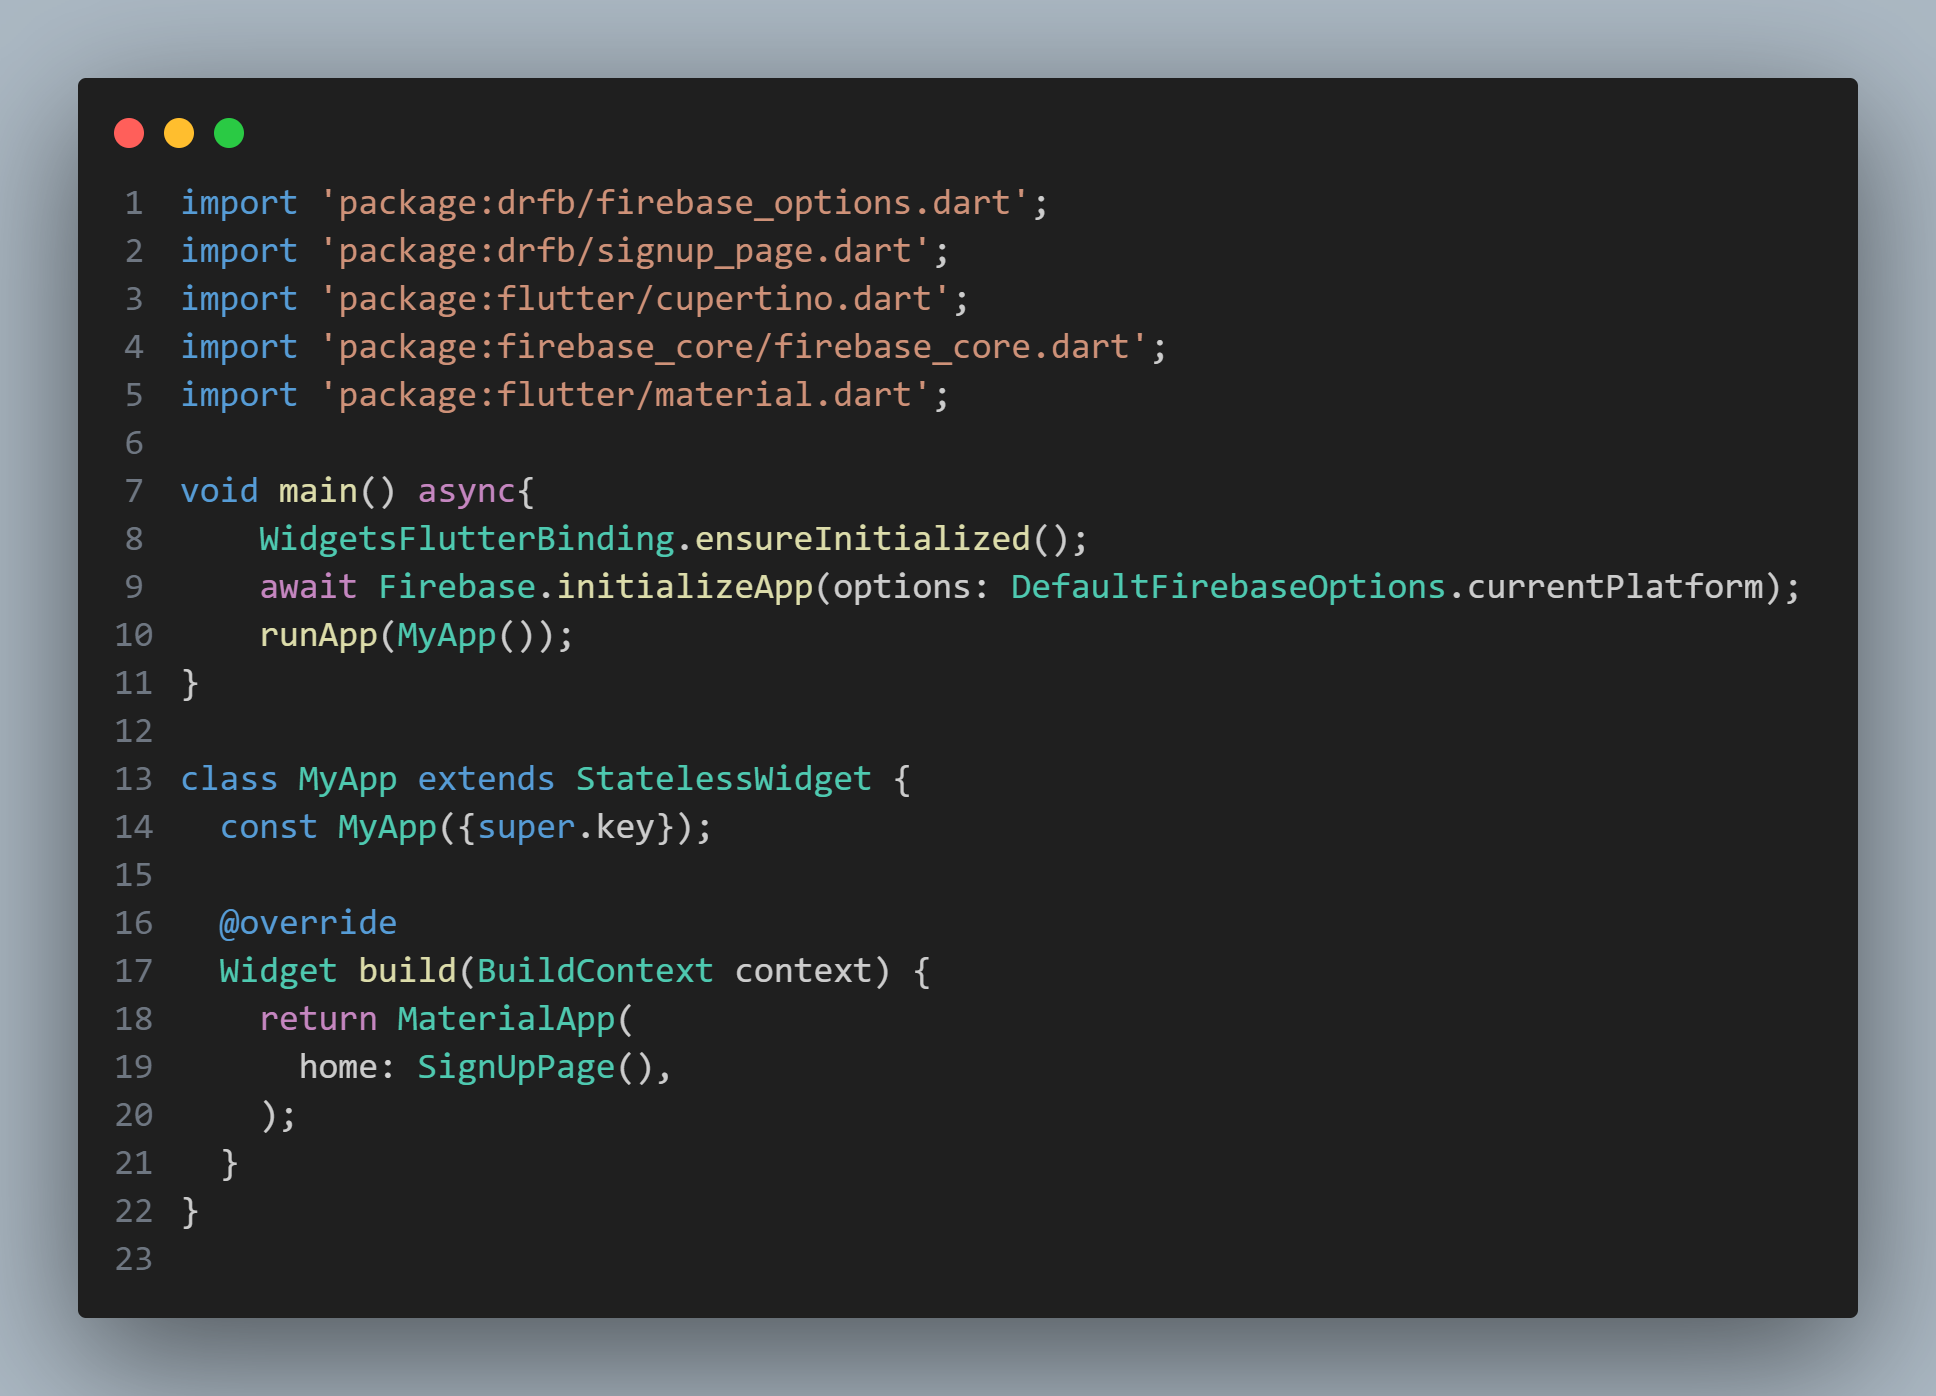 1 import 'package:drfb/firebase_options.dart';
2 import 'package:drfb/signup_page.dart';
3 import 'package:flutter/cupertino.dart';
4 import 'package:firebase_core/firebase_core.dart';
5 import 'package:flutter/material.dart';
6
7 void main() async{
8     WidgetsFlutterBinding.ensureInitialized();
9     await Firebase.initializeApp(options: DefaultFirebaseOptions.currentPlatform);
10     runApp(MyApp());
11 }
12
13 class MyApp extends StatelessWidget {
14   const MyApp({super.key});
15
16   @override
17   Widget build(BuildContext context) {
18     return MaterialApp(
19       home: SignUpPage(),
20     );
21   }
22 }
23